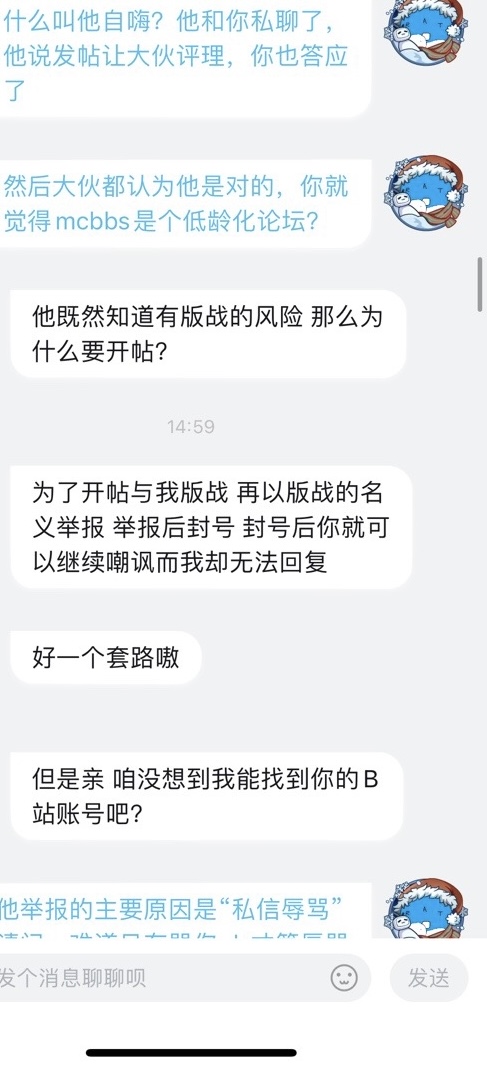 什么叫他自嗨？他和你私聊了，
他说发帖让大伙评理，你也答应
了
然后大伙都认为他是对的，你就
觉得mcbbs是个低龄化论坛？
他既然知道有版战的风险 那么为
什么要开帖？
14:59
为了开帖与我版战 再以版战的名
义举报 举报后封号 封号后你就可
以继续嘲讽而我却无法回复
好一个套路嗷
但是亲 咱没想到我能找到你的B
站账号吧？
他举报的主要原因是“私信辱骂”
发个消息聊聊呗
发送